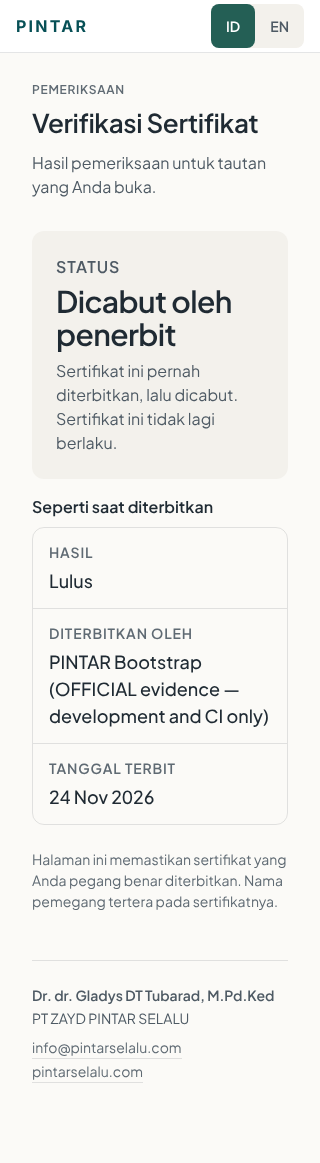 PINTAR
ID
EN
PEMERIKSAAN
Verifikasi Sertifikat
Hasil pemeriksaan untuk tautan
yang Anda buka.
STATUS
Dicabut oleh
penerbit
Sertifikat ini pernah
diterbitkan, lalu dicabut.
Sertifikat ini tidak lagi
berlaku.
Seperti saat diterbitkan
HASIL
Lulus
DITERBITKAN OLEH
PINTAR Bootstrap
(OFFICIAL evidence —
development and CI only)
TANGGAL TERBIT
24 Nov 2026
Halaman ini memastikan sertifikat yang
Anda pegang benar diterbitkan. Nama
pemegang tertera pada sertifikatnya.
Dr. dr. Gladys DT Tubarad, M.Pd.Ked
PT ZAYD PINTAR SELALU
info@pintarselalu.com
pintarselalu.com